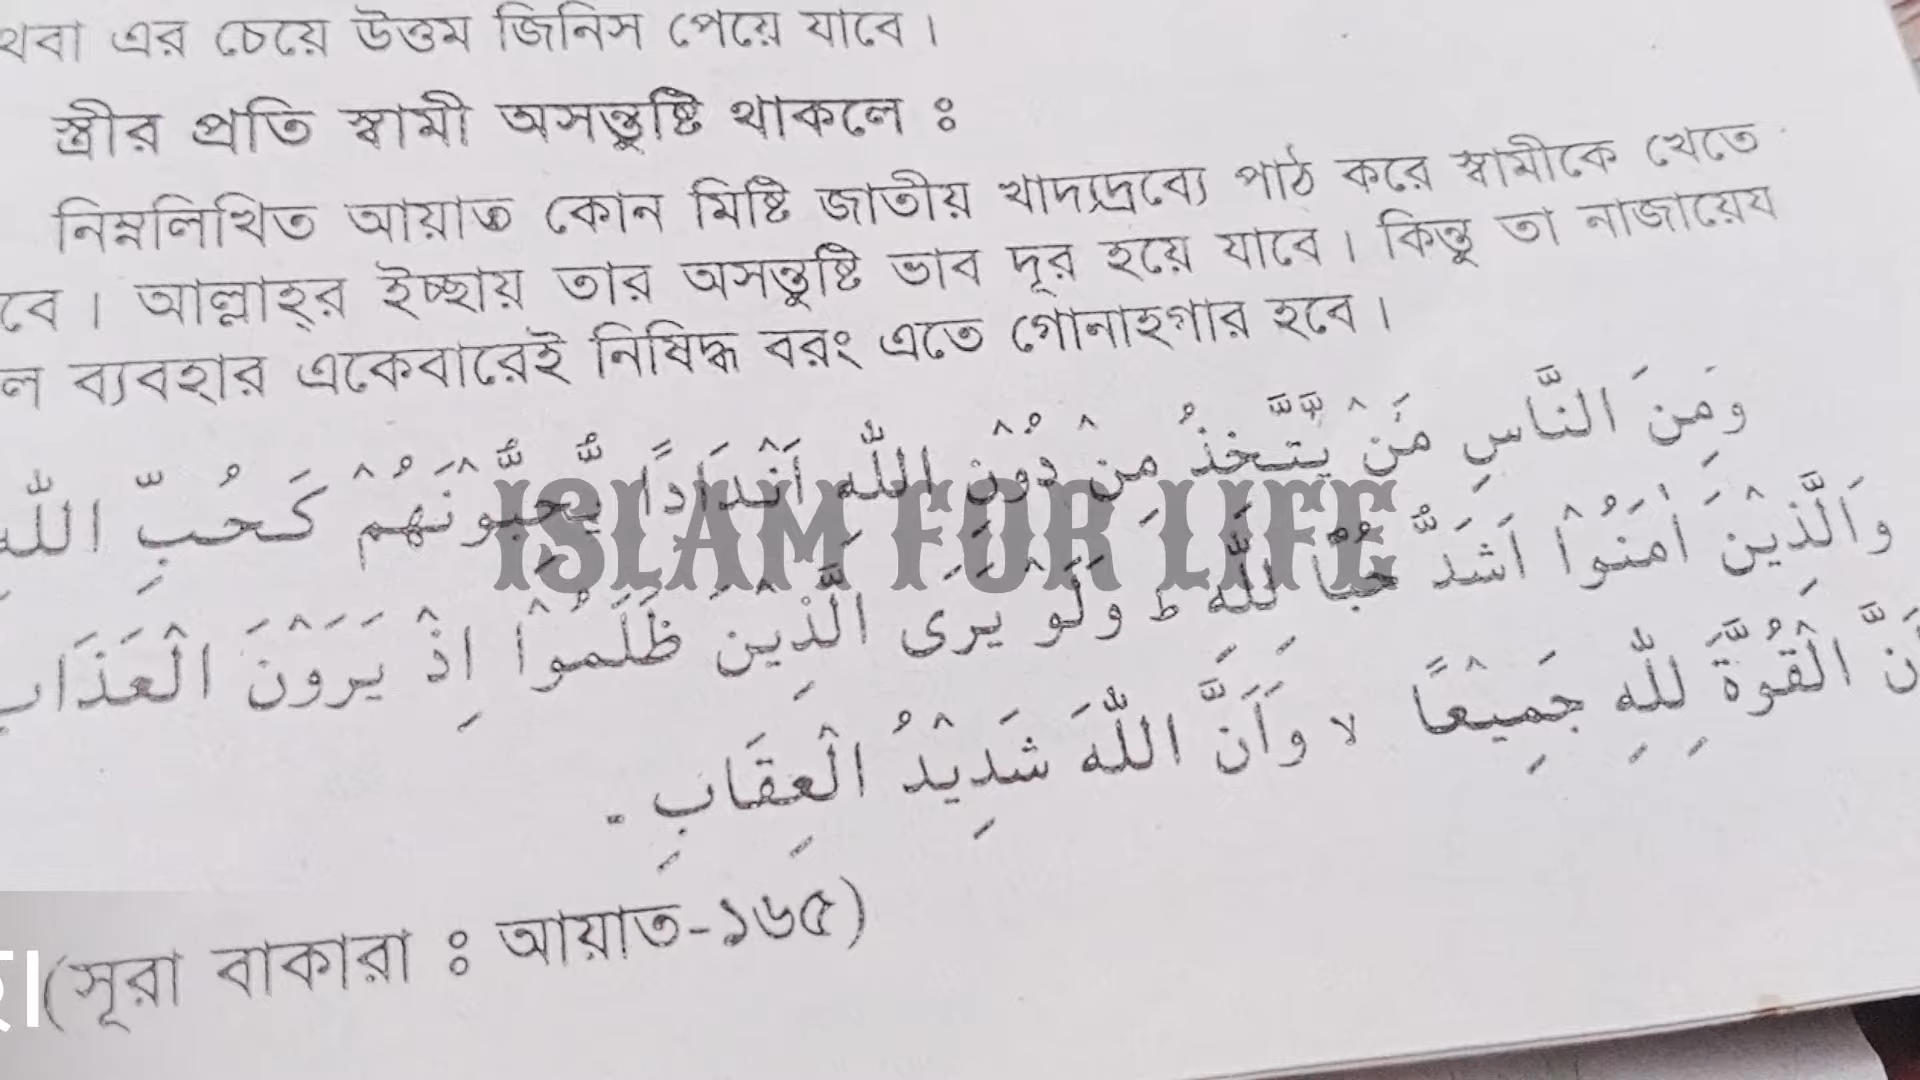 থবা এর চেয়ে উত্তম জিনিস পেয়ে যাবে।
স্ত্রীর প্রতি স্বামী অসন্তুষ্টি থাকলে ঃ
নিম্নলিখিত আয়াত কোন মিষ্টি জাতীয় খাদ্যদ্রব্যে পাঠ করে স্বামীকে খেতে
বে। আল্লাহ্‌র ইচ্ছায় তার অসন্তুষ্টি ভাব দূর হয়ে যাবে। কিন্তু তা নাজায়েয
ল ব্যবহার একেবারেই নিষিদ্ধ বরং এতে গোনাহগার হবে।
وَمِنَ النَّاسِ مَنْ يَّتَّخِذُ مِنْ دُوْنِ اللّٰهِ اَنْدَادًا يُّحِبُّوْنَهُمْ كَحُبِّ اللّٰهِ
وَالَّذِيْنَ اٰمَنُوْا اَشَدُّ حُبًّا لِلّٰهِ ط وَلَوْ يَرَى الَّذِيْنَ ظَلَمُوْا اِذْ يَرَوْنَ الْعَذَابَ
اَنَّ الْقُوَّةَ لِلّٰهِ جَمِيْعًا لا وَاَنَّ اللّٰهَ شَدِيْدُ الْعِقَابِ -
(সূরা বাকারা ঃ আয়াত-১৬৫)
ISLAM FOR LIFE